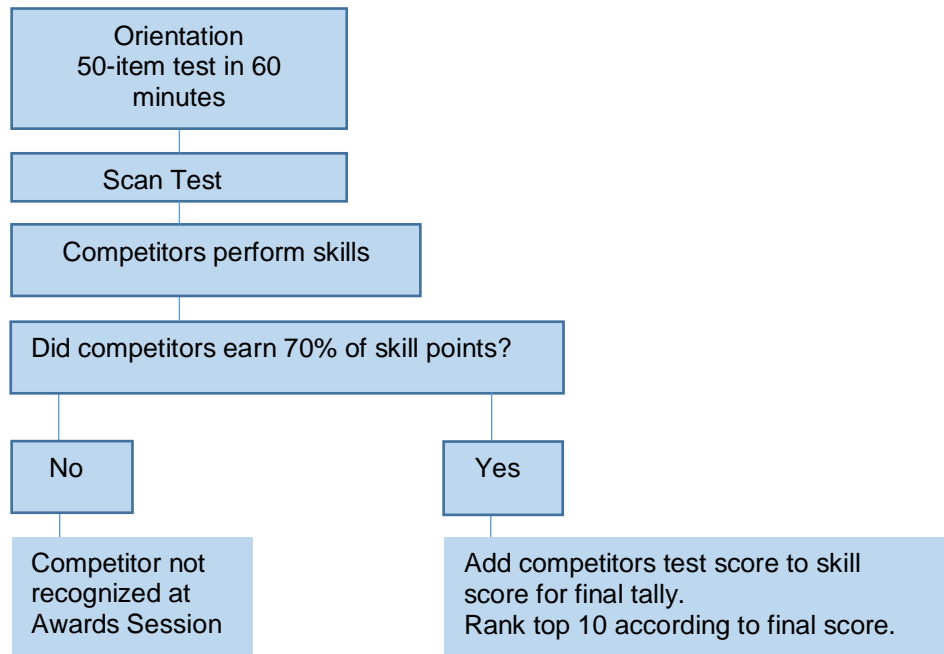 Orientation
50-item test in 60
minutes
Scan Test
Competitors perform skills
Did competitors earn 70% of skill points?
No
Yes
Competitor not
recognized at
Awards Session
Add competitors test score to skill
score for final tally.
Rank top 10 according to final score.